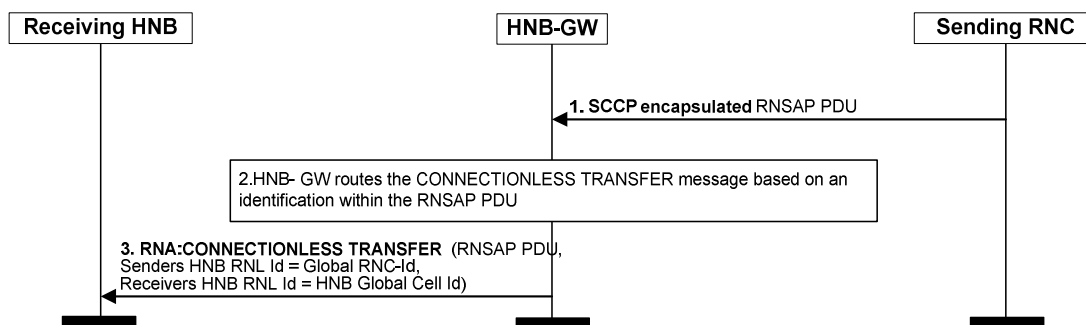 Receiving HNB
HNB-GW
Sending RNC
1. SCCP encapsulated RNSAP PDU
2.HNB- GW routes the CONNECTIONLESS TRANSFER message based on an
identification within the RNSAP PDU
3. RNA:CONNECTIONLESS TRANSFER (RNSAP PDU,
Senders HNB RNL Id = Global RNC-Id,
Receivers HNB RNL Id = HNB Global Cell Id)